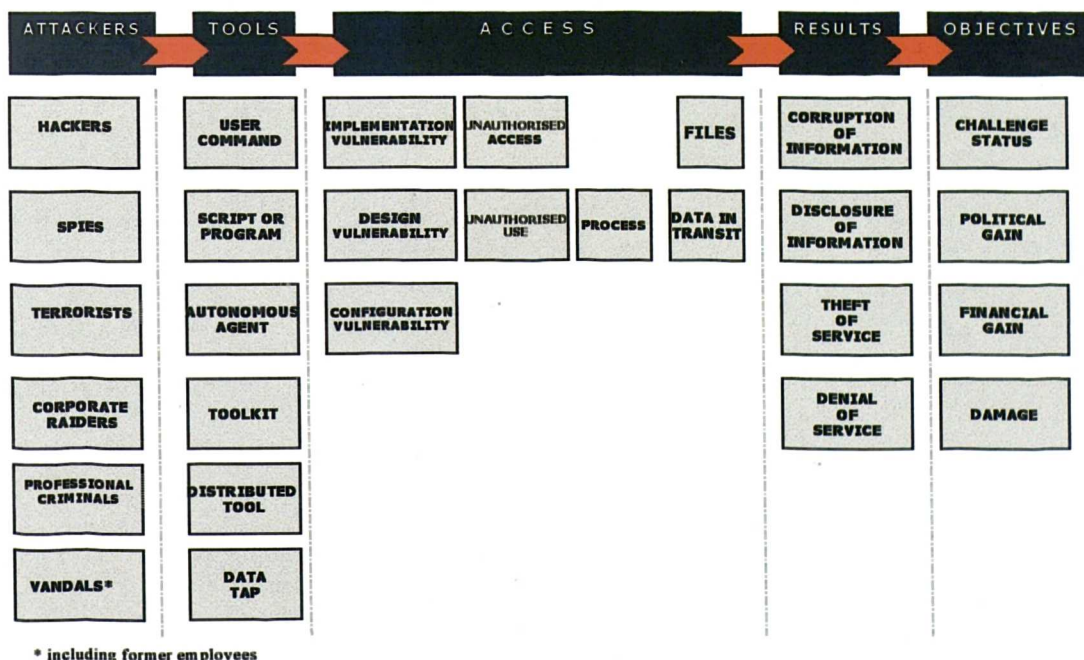 ATTACKERS
TOOLS
ACCESS
RESULTS
OBJECTIVES
HACKERS
SPIES
TERRORISTS
CORPORATE
RAIDERS
PROFESSIONAL
CRIMINALS
VANDALS*
USER
COMMAND
SCRIPT OR
PROGRAM
AUTONOMOUS
AGENT
TOOLKIT
DISTRIBUTED
TOOL
DATA
TAP
IMPLEMENTATION
VULNERABILITY
DESIGN
VULNERABILITY
CONFIGURATION
VULNERABILITY
UNAUTHORISED
ACCESS
UNAUTHORISED
USE
PROCESS
FILES
DATA IN
TRANSIT
CORRUPTION
OF
INFORMATION
DISCLOSURE
OF
INFORMATION
THEFT
OF
SERVICE
DENIAL
OF
SERVICE
CHALLENGE
STATUS
POLITICAL
GAIN
FINANCIAL
GAIN
DAMAGE
* including former employees